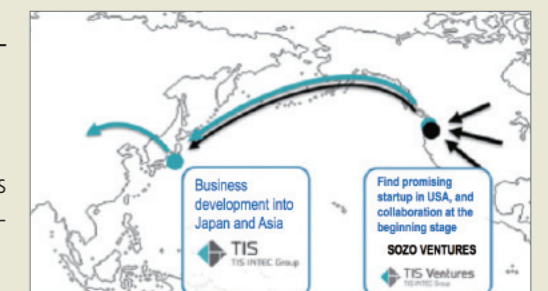 Business
development into
Japan and Asia
TIS
TIS INTEC Group
Find promising
startup in USA, and
collaboration at the
beginning stage
SOZO VENTURES
TIS Ventures
TIS INTEC Group
s